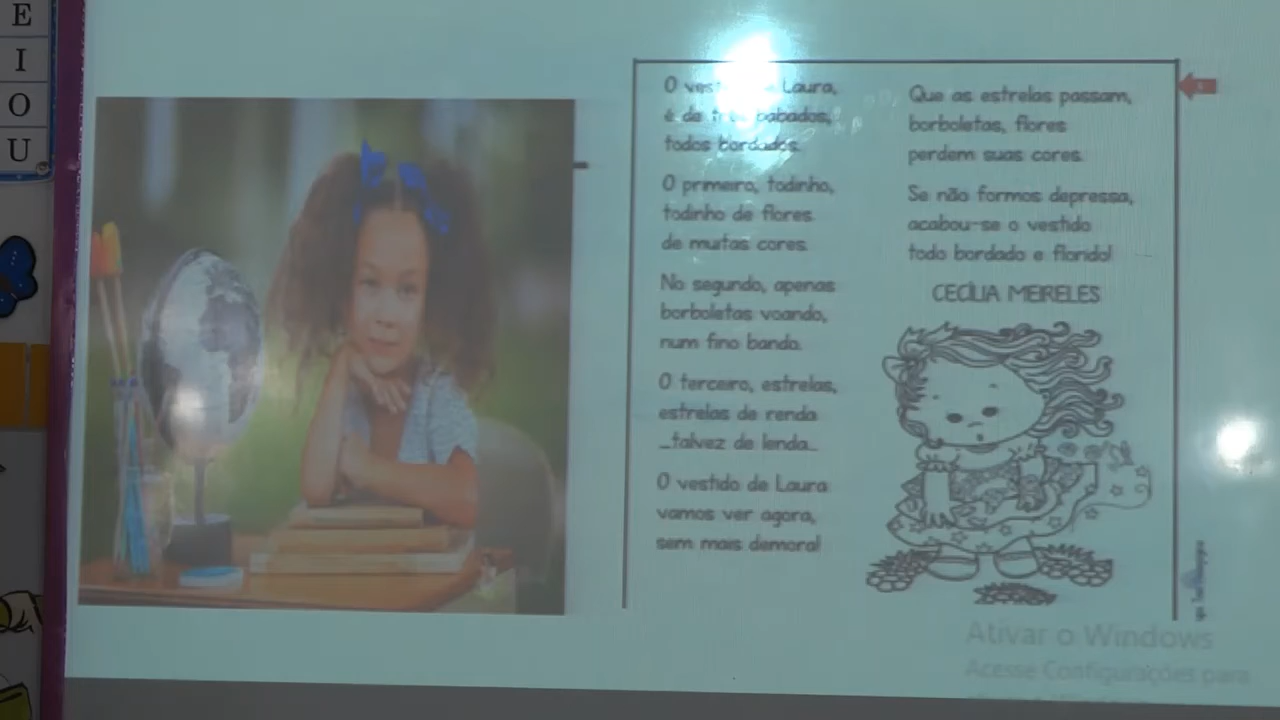 E
I
O
U
O Laura,
é de babados,
todos bordados.
O primeiro, todinho,
todinho de flores
de muitas cores.
No segundo, apenas
borboletas voando,
num fino bando.
O terceiro, estrelas,
estrelas de renda
_talvez de lenda...
O vestido de Laura
vamos ver agora,
sem mais demora!
Que as estrelas passam,
borboletas, flores
perdem suas cores.
Se não formos depressa,
acabou-se o vestido
todo bordado e florido!
CECÍLIA MEIRELES
Ativar o Windows
Acesse Configurações para